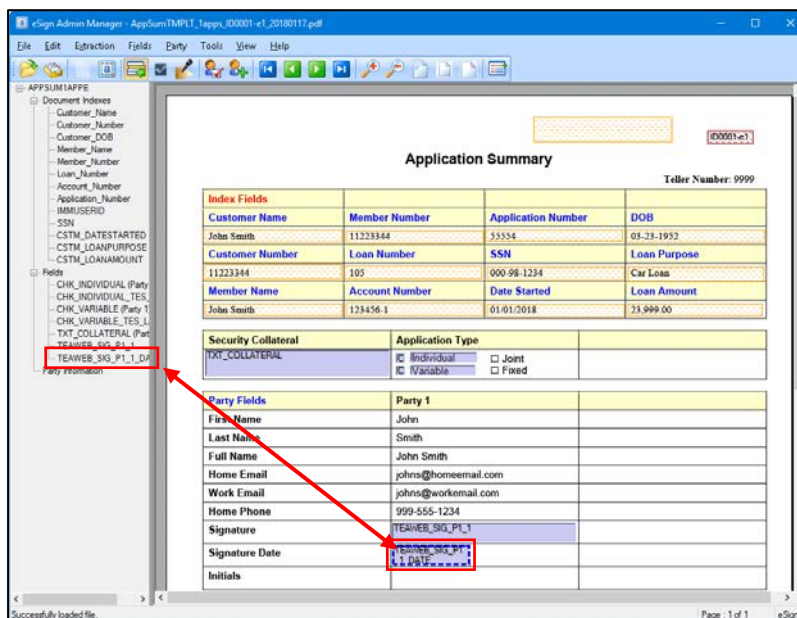 eSign Admin Manager - AppSumTMPLT_1apps_ID0001-e1_20180117.pdf
File Edit Extraction Fields Party Tools View Help
APPSUM1APPE
Document Indexes
Customer_Name
Customer_Number
Customer_DOB
Member_Name
Member_Number
Loan_Number
Account_Number
Application_Number
IMMUSERID
SSN
CSTM_DATESTARTED
CSTM_LOANPURPOSE
CSTM_LOANAMOUNT
Fields
CHK_INDIVIDUAL (Party
CHK_INDIVIDUAL_TES_
CHK_VARIABLE (Party 1
CHK_VARIABLE_TES_L
TXT_COLLATERAL (Part
TEAWEB_SIG_P1_1
TEAWEB_SIG_P1_1_DA
Party Information
ID0001-e1
Application Summary
Teller Number: 9999
Index Fields
Customer Name Member Number Application Number DOB
John Smith 11223344 55554 03-23-1952
Customer Number Loan Number SSN Loan Purpose
11223344 105 000-98-1234 Car Loan
Member Name Account Number Date Started Loan Amount
John Smith 123456-1 01/01/2018 23,999.00
Security Collateral Application Type
TXT_COLLATERAL Individual Joint
Variable Fixed
Party Fields Party 1
First Name John
Last Name Smith
Full Name John Smith
Home Email johns@homeemail.com
Work Email johns@workemail.com
Home Phone 999-555-1234
Signature TEAWEB_SIG_P1_1
Signature Date TEAWEB_SIG_P1
_1_DATE
Initials
Successfully loaded file. Page : 1 of 1 eSign